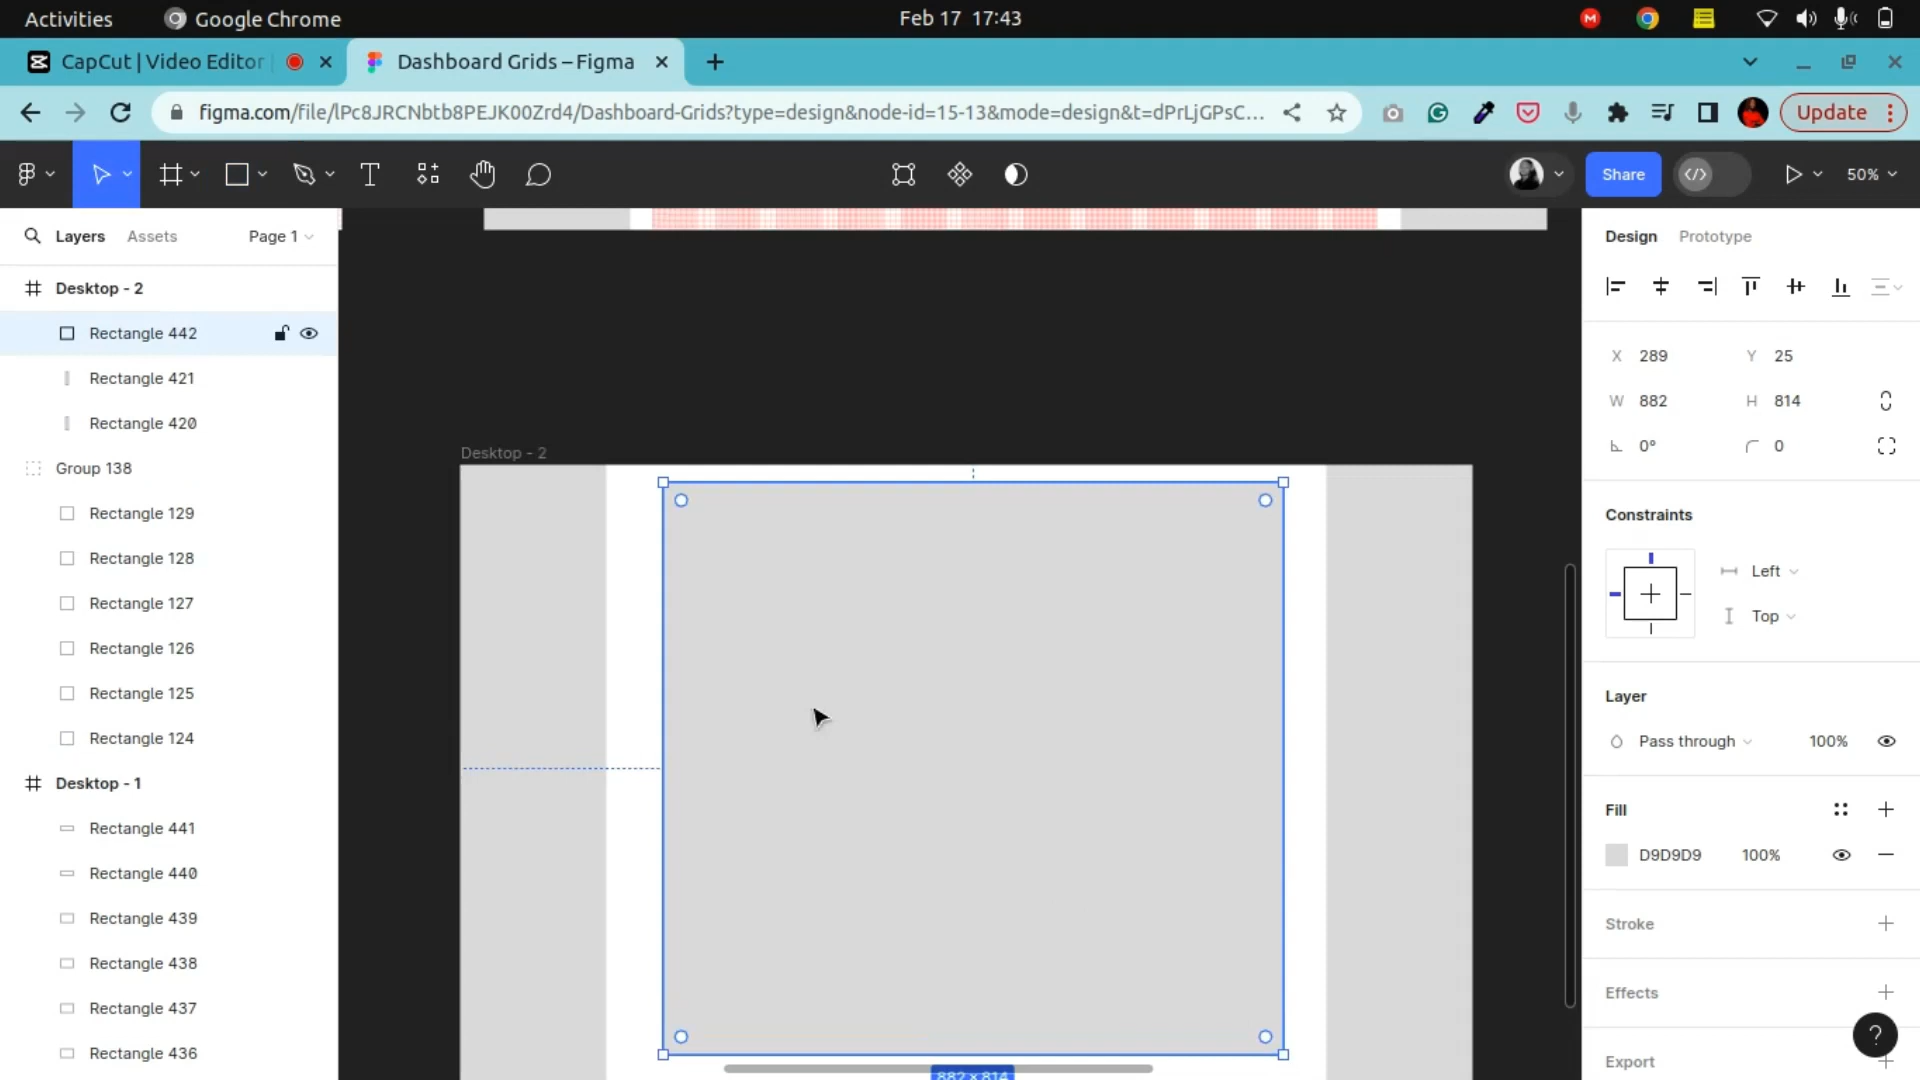 Activities
Google Chrome
Feb 17 17:43
CapCut | Video Editor
Dashboard Grids – Figma
figma.com/file/lPc8JRCNbtb8PEJK00Zrd4/Dashboard-Grids?type=design&node-id=15-13&mode=design&t=dPrLjGPsC...
Update
Share
50%
Layers
Assets
Page 1
Desktop - 2
Rectangle 442
Rectangle 421
Rectangle 420
Group 138
Rectangle 129
Rectangle 128
Rectangle 127
Rectangle 126
Rectangle 125
Rectangle 124
Desktop - 1
Rectangle 441
Rectangle 440
Rectangle 439
Rectangle 438
Rectangle 437
Rectangle 436
Desktop - 2
882 × 814
Design
Prototype
X 289
Y 25
W 882
H 814
0°
0
Constraints
Left
Top
Layer
Pass through
100%
Fill
D9D9D9
100%
Stroke
Effects
Export
?